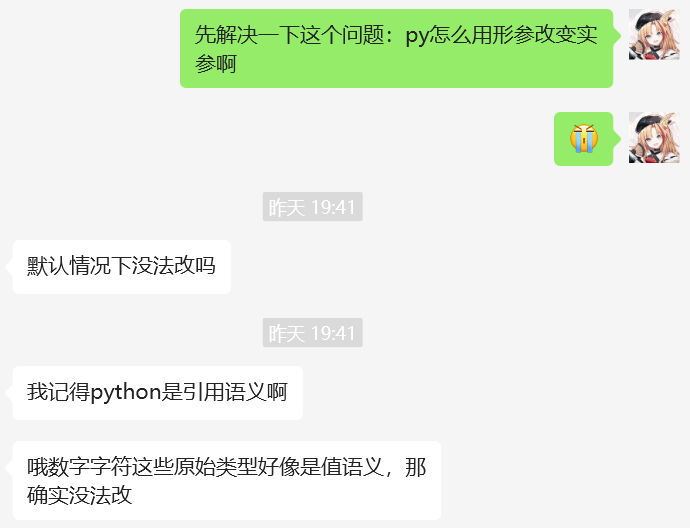 先解决一下这个问题：py怎么用形参改变实
参啊
😭
昨天 19:41
默认情况下没法改吗
昨天 19:41
我记得python是引用语义啊
哦数字字符这些原始类型好像是值语义，那
确实没法改